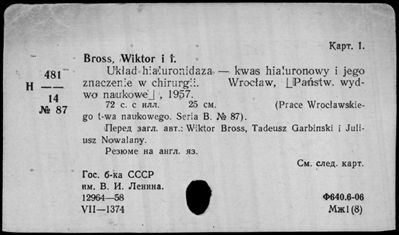 Карт. I.
Bross, Wiktor i I.
481
Układ hialuronidaza — kwas hialuronowy i jego
H
znaczenie w chirurgii. Wrocław, [Państw. wyd-
14
wo naukowe], 1957.
№ 87
72 с. с илл. 25 см. (Prace Wrocławskie-
go t-wa naukowego. Seria B. № 87).
Перед загл. авт.: Wiktor Bross, Tadeusz Garbiński i Juli-
usz Nowalany.
Резюме на англ. яз.
См. след. карт.
Гос. б-ка СССР
им. В. И. Ленина.
12964—58
Ф640.6-06
VII—1374
Мж1(8)